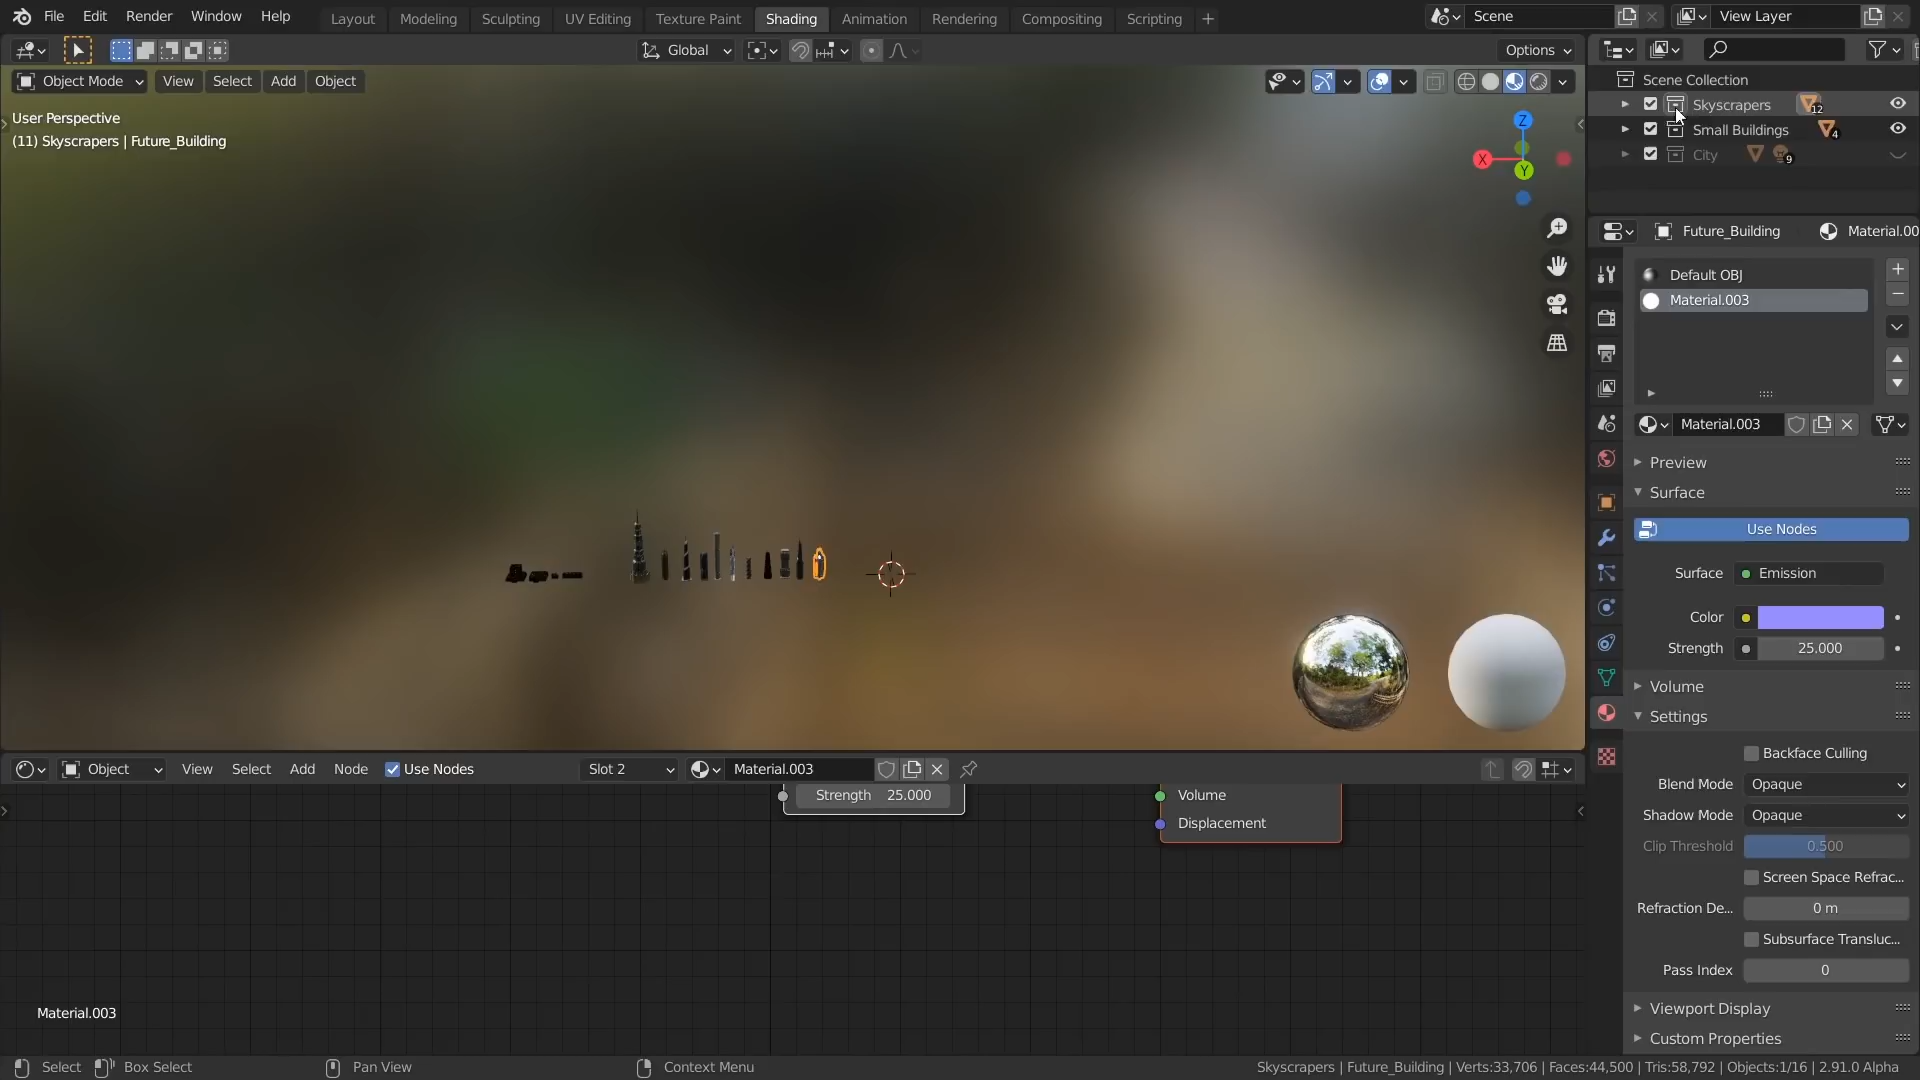 File Edit Render Window Help Layout Modeling Sculpting UV Editing Texture Paint Shading Animation Rendering Compositing Scripting + Scene View Layer
Global Options
Object Mode View Select Add Object
Scene Collection
User Perspective
(11) Skyscrapers | Future_Building
Z
X
Y
Skyscrapers 12
Small Buildings 4
City 9
Future_Building Material.00
Default OBJ
Material.003
Material.003
Preview
Surface
Use Nodes
Surface Emission
Color
Strength 25.000
Volume
Settings
Backface Culling
Blend Mode Opaque
Shadow Mode Opaque
Clip Threshold 0.500
Screen Space Refrac...
Refraction De... 0 m
Subsurface Transluc...
Pass Index 0
Viewport Display
Custom Properties
Object View Select Add Node Use Nodes Slot 2 Material.003
Strength 25.000
Volume
Displacement
Material.003
Select Box Select Pan View Context Menu Skyscrapers | Future_Building | Verts:33,706 | Faces:44,500 | Tris:58,792 | Objects:1/16 | 2.91.0 Alpha